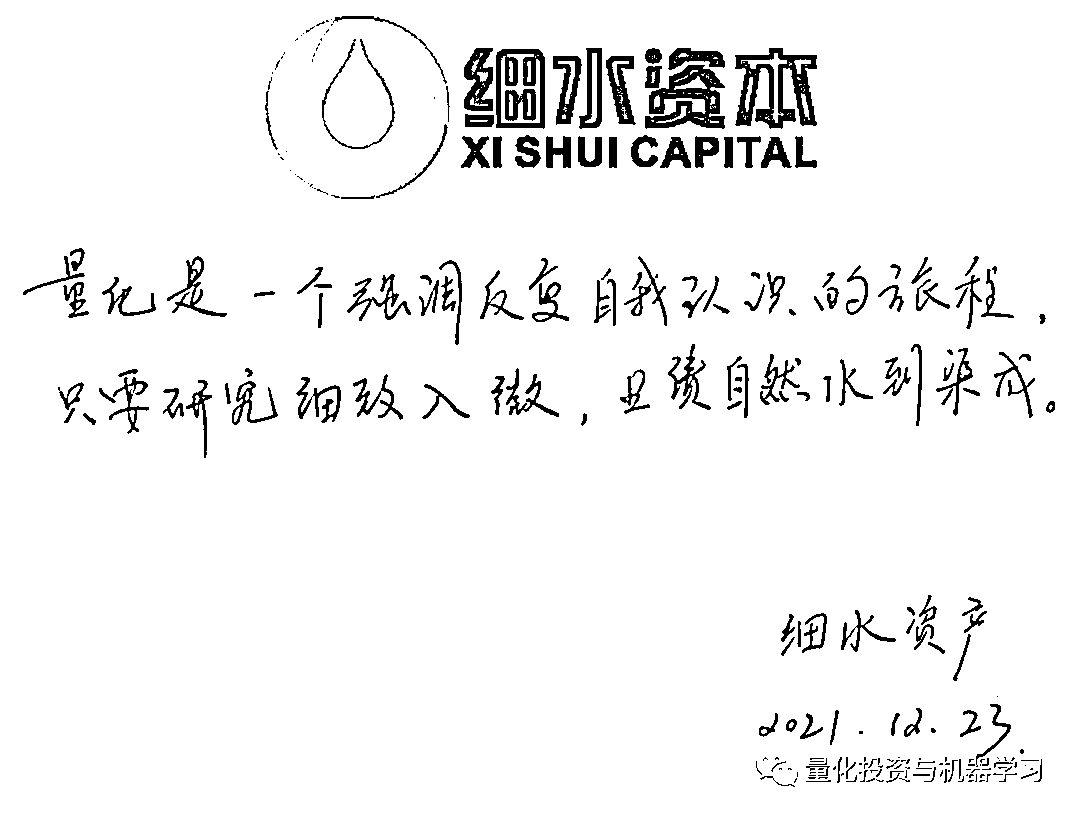 细水资本
XI SHUI CAPITAL
量化是一个强调反复自我认识的旅程,
只要研究细致入微,业绩自然水到渠成。
细水资产
2021.12.23.
量化投资与机器学习